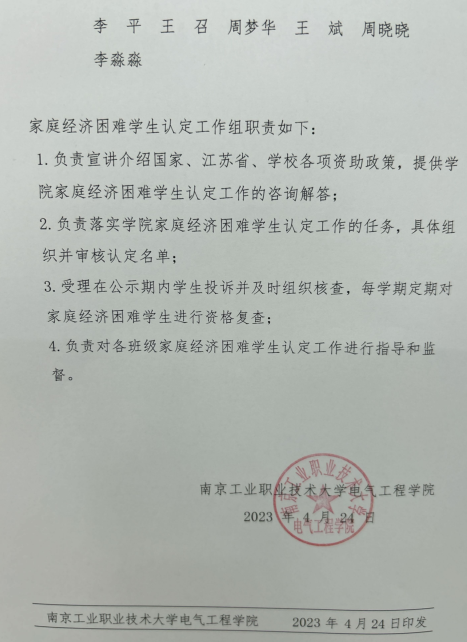 李 平 王 召 周梦华 王 斌 周晓晓
李淼淼
家庭经济困难学生认定工作组职责如下：
1.负责宣讲介绍国家、江苏省、学校各项资助政策，提供学
院家庭经济困难学生认定工作的咨询解答；
2.负责落实学院家庭经济困难学生认定工作的任务，具体组
织并审核认定名单；
3.受理在公示期内学生投诉并及时组织核查，每学期定期对
家庭经济困难学生进行资格复查；
4.负责对各班级家庭经济困难学生认定工作进行指导和监
督。
南京工业职业技术大学电气工程学院
2023 年 4 月 24 日
南京工业职业技术大学
电气工程学院
南京工业职业技术大学电气工程学院 2023 年 4 月 24 日印发